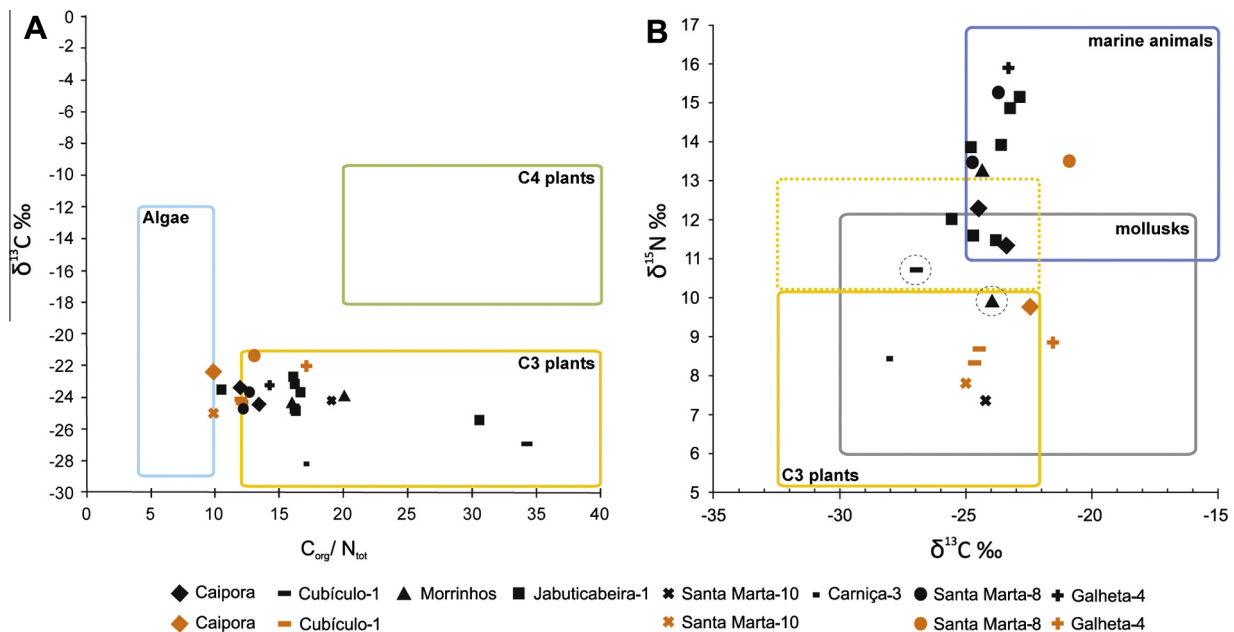 A
B
0
-2
-4
-6
-8
-10
-12
-14
-16
-18
-20
-22
-24
-26
-28
-30
δ¹³C ‰
0 5 10 15 20 25 30 35 40
C_org/ N_tot
Algae
C4 plants
C3 plants
17
16
15
14
13
12
11
10
9
8
7
6
5
δ¹⁵N ‰
-35 -30 -25 -20 -15
δ¹³C ‰
marine animals
mollusks
C3 plants
Caipora Cubículo-1 Morrinhos Jabuticabeira-1 Santa Marta-10 Carniça-3 Santa Marta-8 Galheta-4
Caipora Cubículo-1 Santa Marta-10 Santa Marta-8 Galheta-4